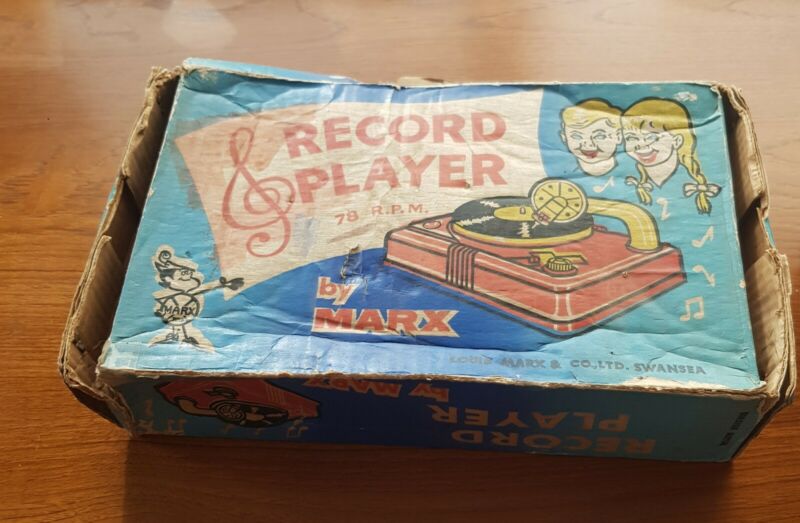 RECORD
PLAYER
78 R.P.M.
by
MARX
MARX
LOUIS MARX & CO.,LTD. SWANSEA
by MARX
RECORD
PLAYER